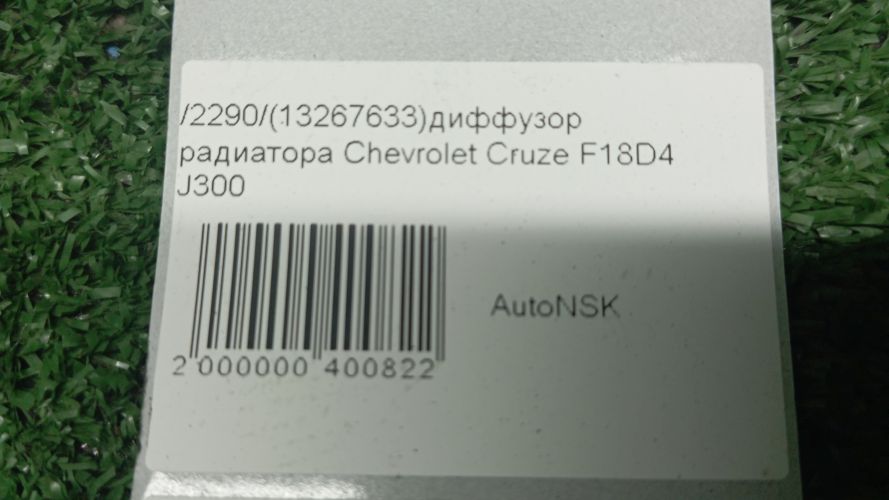 /2290/(13267633)диффузор
радиатора Chevrolet Cruze F18D4
J300
AutoNSK
2 000000 400822